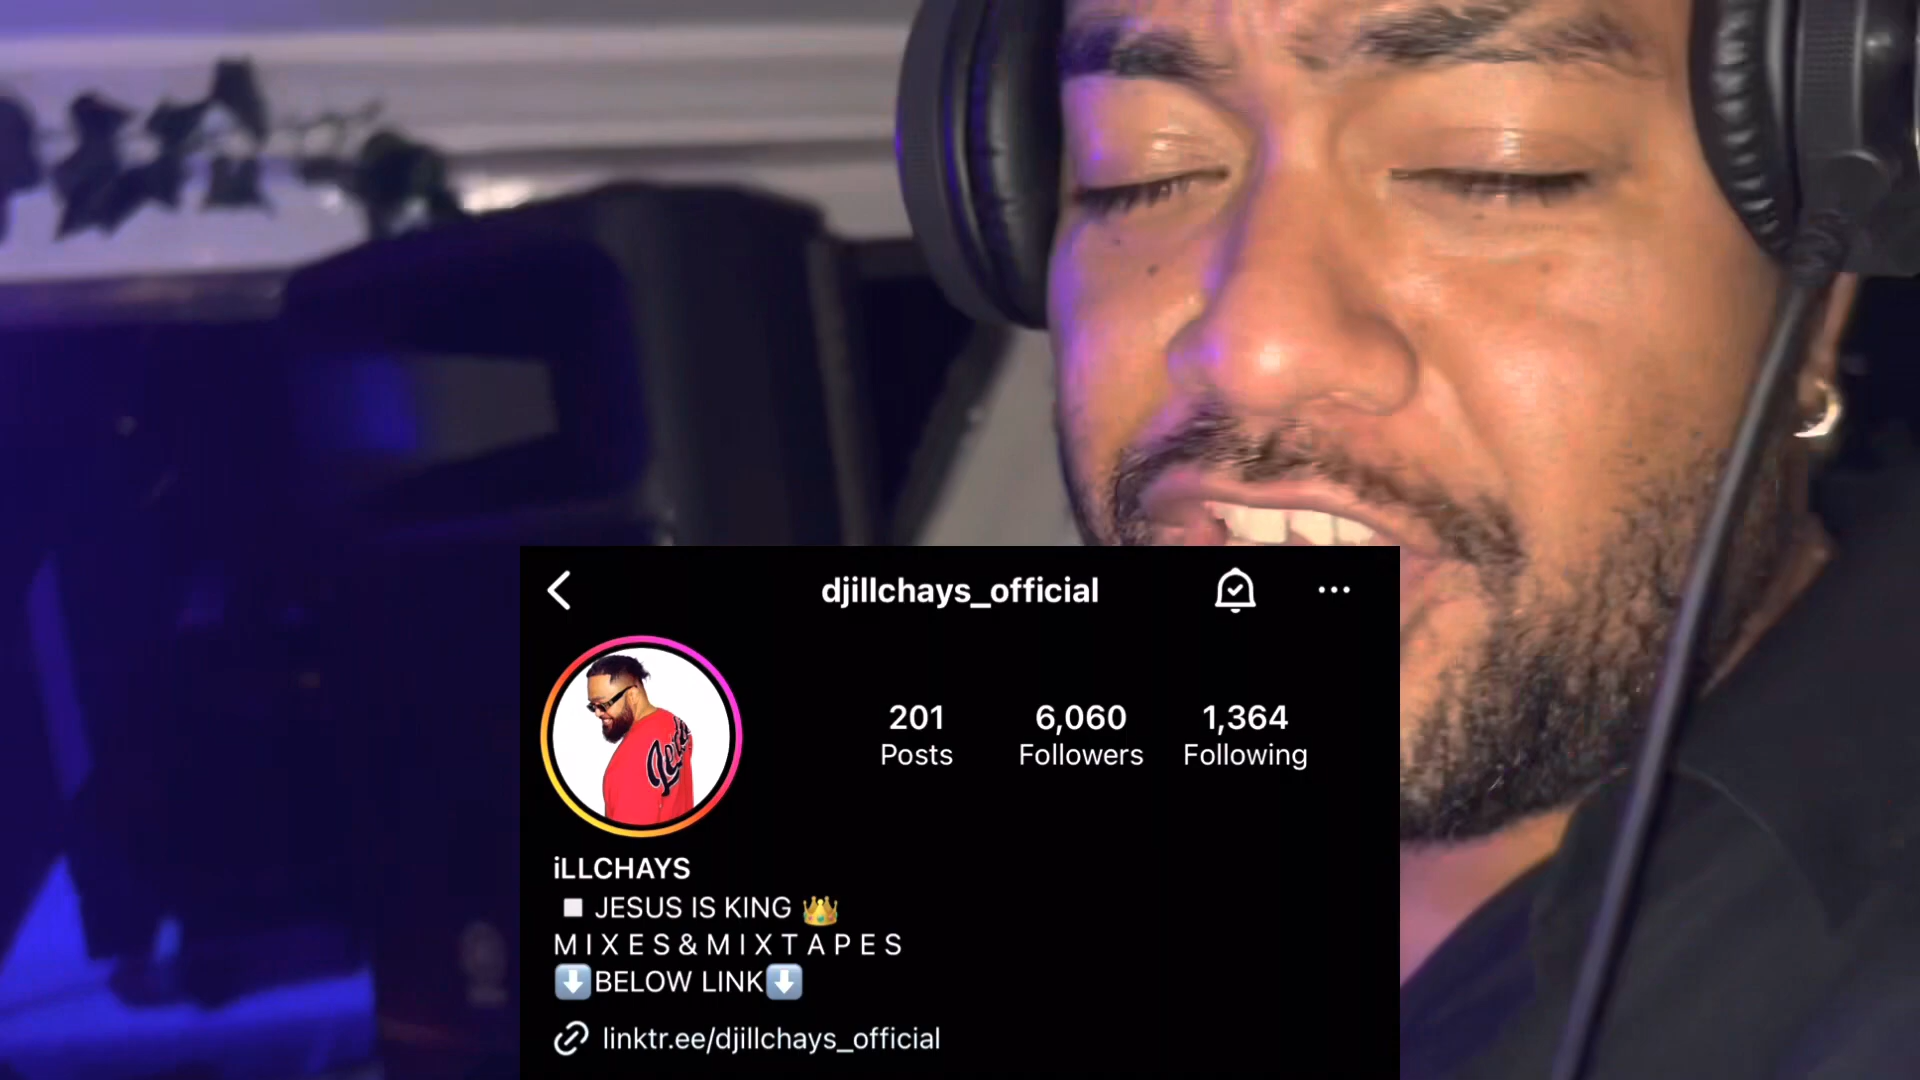 djillchays_official
201
Posts
6,060
Followers
1,364
Following
iLLCHAYS
◽️ JESUS IS KING 👑
M I X E S & M I X T A P E S
⬇️BELOW LINK⬇️
linktr.ee/djillchays_official